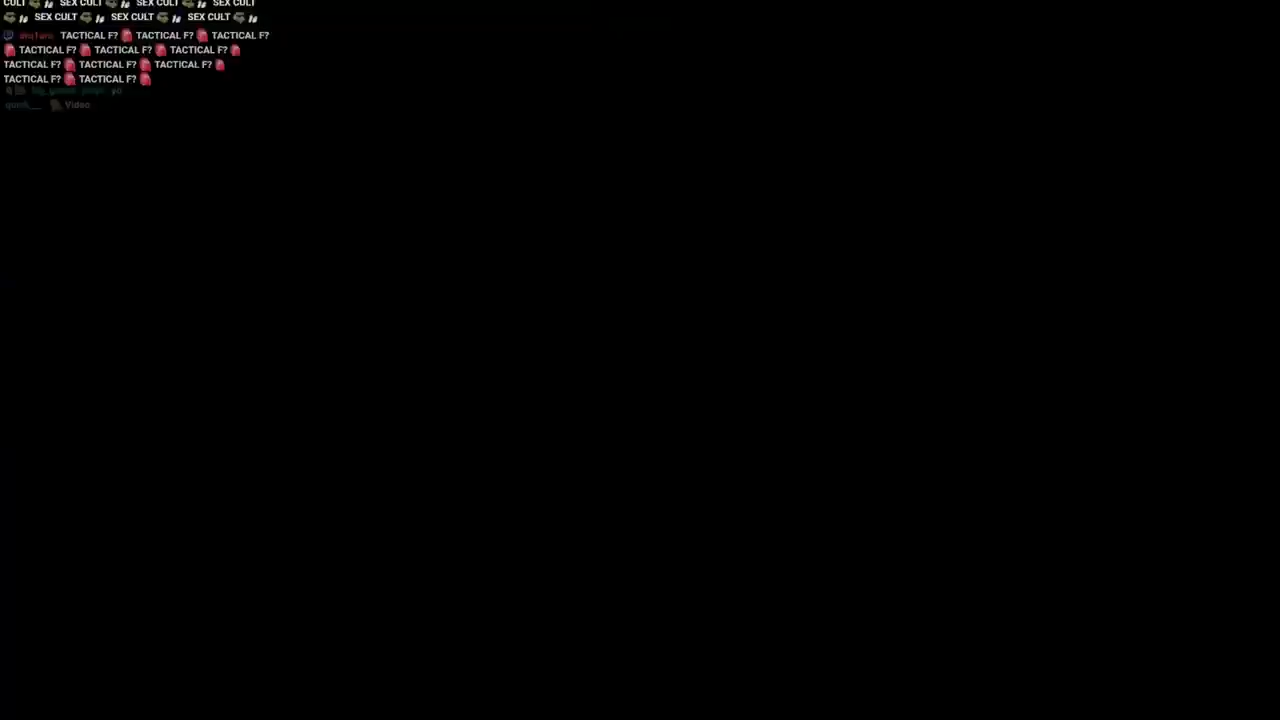 CULT SEX CULT SEX CULT SEX CULT
SEX CULT SEX CULT SEX CULT
TACTICAL F? TACTICAL F? TACTICAL F?
TACTICAL F? TACTICAL F? TACTICAL F?
TACTICAL F? TACTICAL F? TACTICAL F?
TACTICAL F? TACTICAL F?
yo
Video